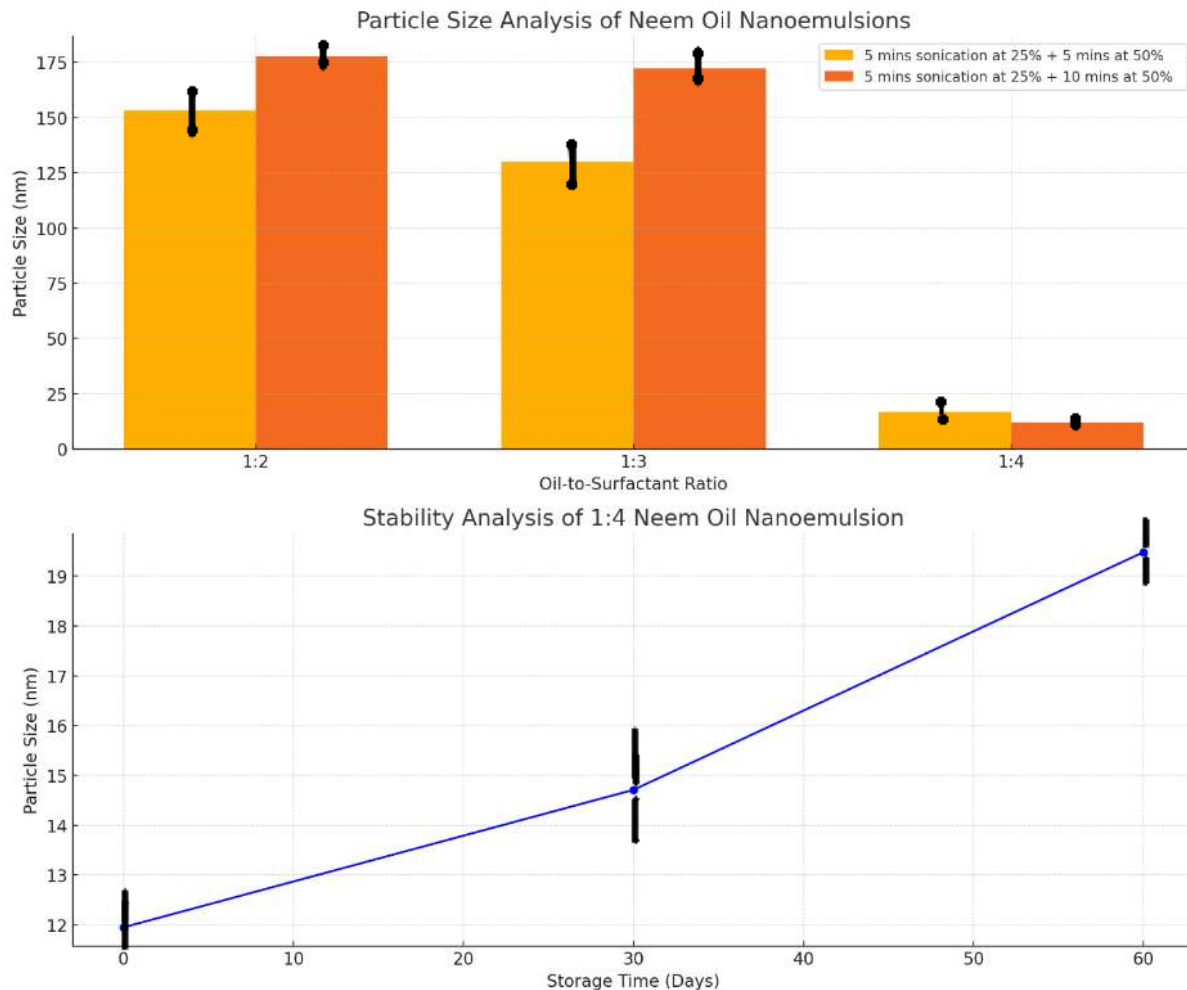 Particle Size Analysis of Neem Oil Nanoemulsions
5 mins sonication at 25% + 5 mins at 50%
5 mins sonication at 25% + 10 mins at 50%
Particle Size (nm)
175
150
125
100
75
50
25
0
1:2 1:3 1:4
Oil-to-Surfactant Ratio
Stability Analysis of 1:4 Neem Oil Nanoemulsion
Particle Size (nm)
19
18
17
16
15
14
13
12
0 10 20 30 40 50 60
Storage Time (Days)